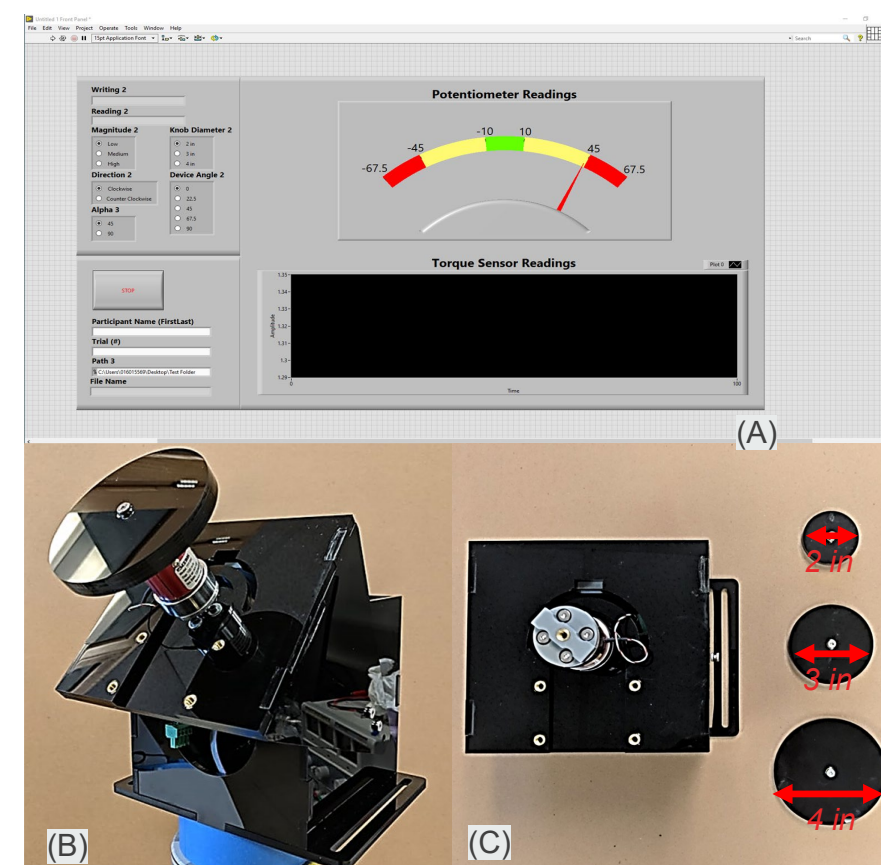 Untitled 1 Front Panel *
File Edit View Project Operate Tools Window Help
15pt Application Font
Search
Writing 2
Reading 2
Magnitude 2
Low
Medium
High
Knob Diameter 2
2 in
3 in
4 in
Direction 2
Clockwise
Counter Clockwise
Device Angle 2
0
22.5
45
67.5
90
Alpha 3
45
90
STOP
Participant Name (FirstLast)
Trial (#)
Path 3
C:\Users\016015569\Desktop\Test Folder
File Name
Potentiometer Readings
-67.5
-45
-10
10
45
67.5
Torque Sensor Readings
Plot 0
Amplitude
1.35
1.34
1.33
1.32
1.31
1.3
1.29
0
100
Time
(A)
(B)
(C)
2 in
3 in
4 in